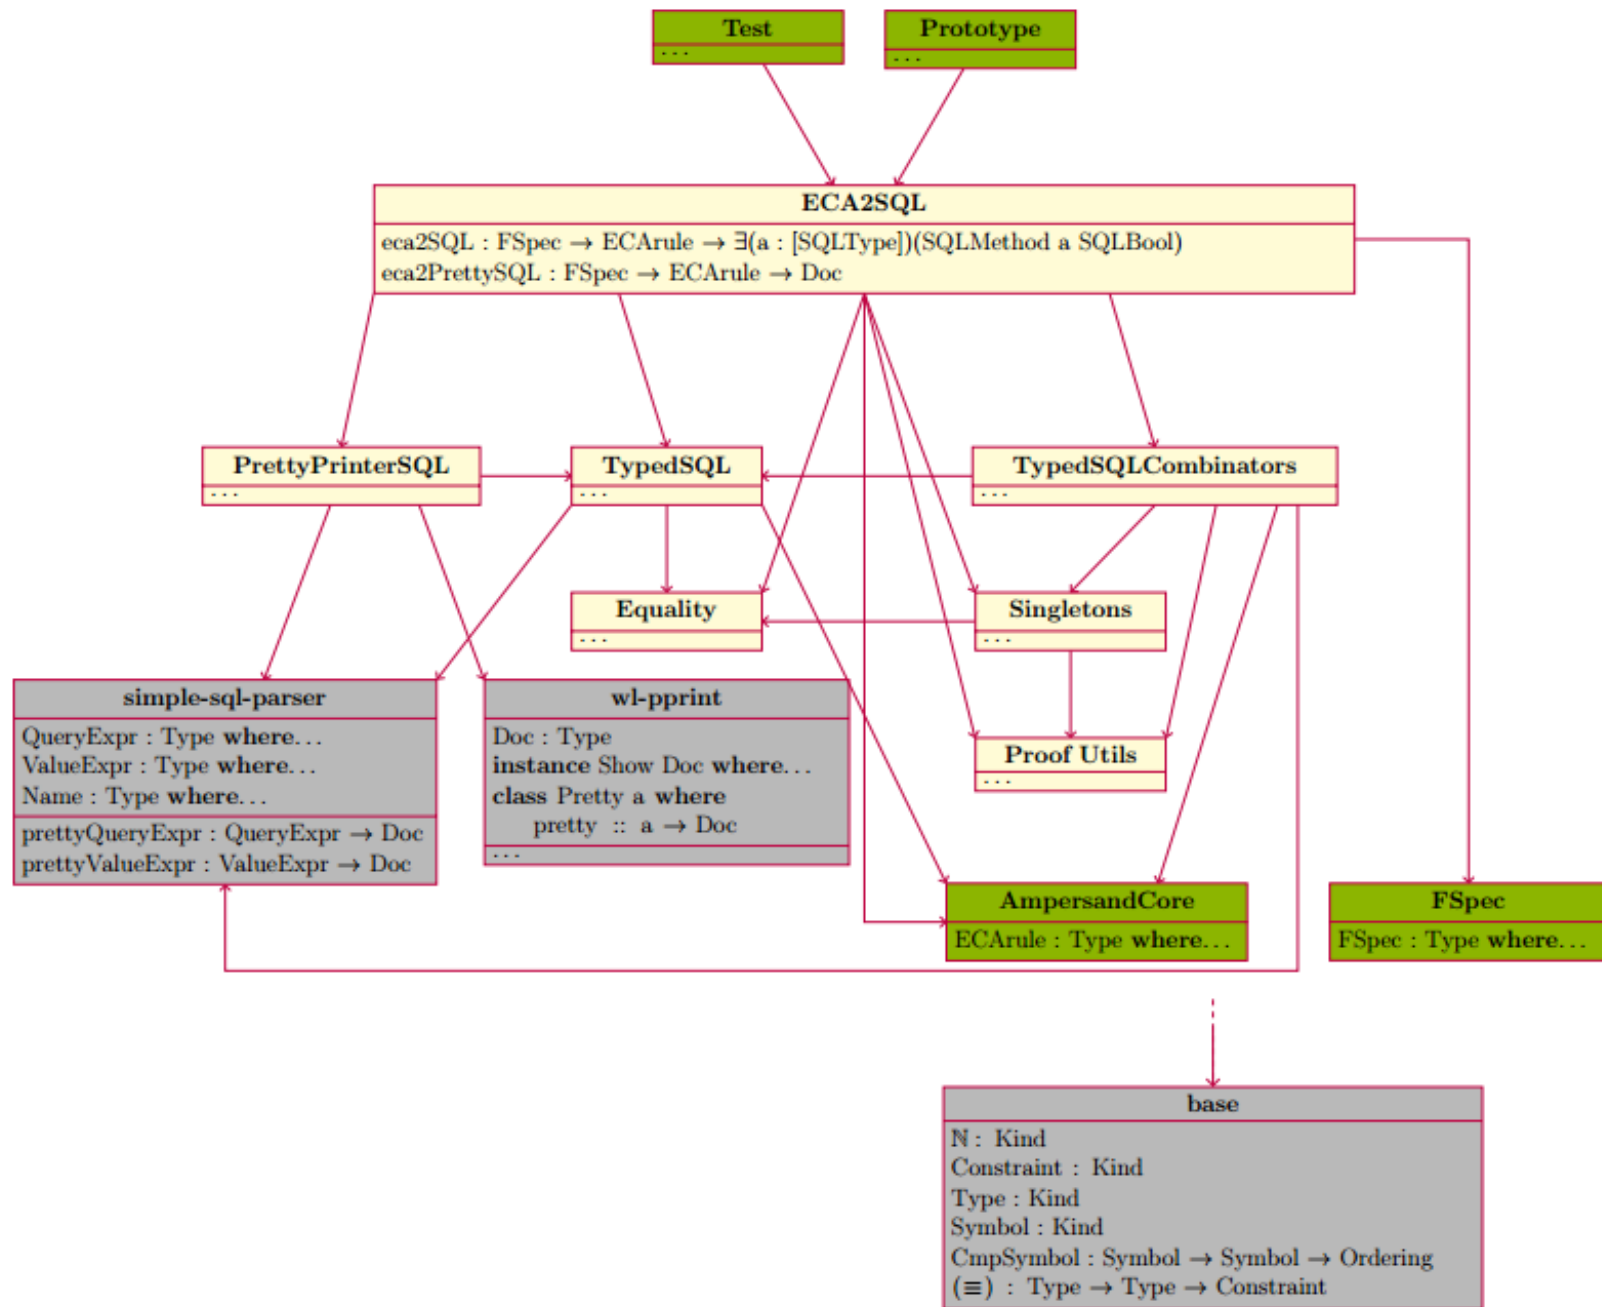 Test
...
Prototype
...
ECA2SQL
eca2SQL : FSpec → ECArule → ∃(a : [SQLType])(SQLMethod a SQLBool)
eca2PrettySQL : FSpec → ECArule → Doc
PrettyPrinterSQL
...
TypedSQL
...
TypedSQLCombinators
...
Equality
...
Singletons
...
simple-sql-parser
QueryExpr : Type where...
ValueExpr : Type where...
Name : Type where...
prettyQueryExpr : QueryExpr → Doc
prettyValueExpr : ValueExpr → Doc
wl-pprint
Doc : Type
instance Show Doc where...
class Pretty a where
pretty :: a → Doc
...
Proof Utils
...
AmpersandCore
ECArule : Type where...
FSpec
FSpec : Type where...
base
ℕ : Kind
Constraint : Kind
Type : Kind
Symbol : Kind
CmpSymbol : Symbol → Symbol → Ordering
(≡) : Type → Type → Constraint